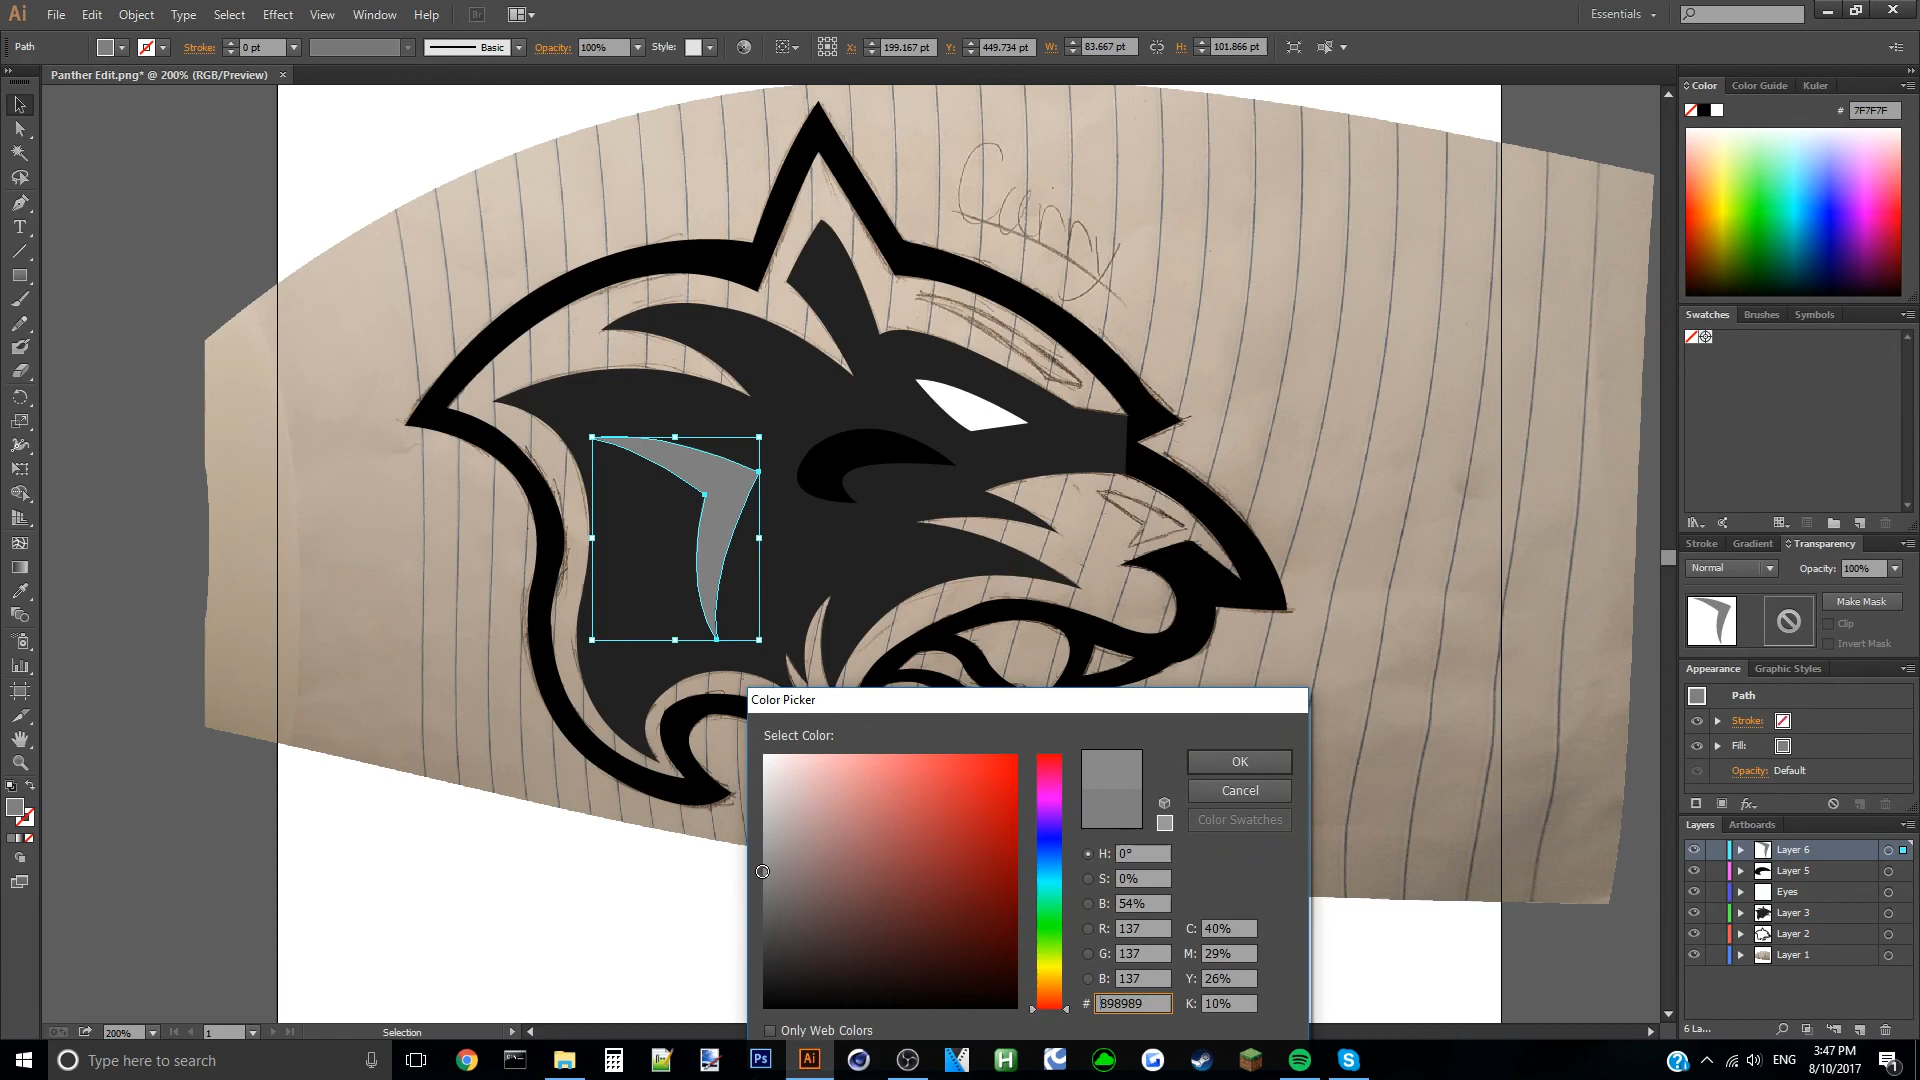 Ai File Edit Object Type Select Effect View Window Help Br Essentials
Path Stroke: 0 pt Basic Opacity: 100% Style: X: 199.167 pt Y: 449.734 pt W: 83.667 pt H: 101.866 pt
Panther Edit.png* @ 200% (RGB/Preview) ×
Color Color Guide Kuler
# 7F7F7F
Swatches Brushes Symbols
Stroke Gradient Transparency
Normal Opacity: 100%
Make Mask
Clip
Invert Mask
Appearance Graphic Styles
Path
Stroke:
Fill:
Opacity: Default
fx
Layers Artboards
Layer 6
Layer 5
Eyes
Layer 3
Layer 2
Layer 1
6 La...
Color Picker
Select Color:
OK
Cancel
Color Swatches
H: 0°
S: 0%
B: 54%
R: 137 C: 40%
G: 137 M: 29%
B: 137 Y: 26%
# 898989 K: 10%
Only Web Colors
200% 1 Selection
Type here to search Ps Ai ENG 3:47 PM
8/10/2017